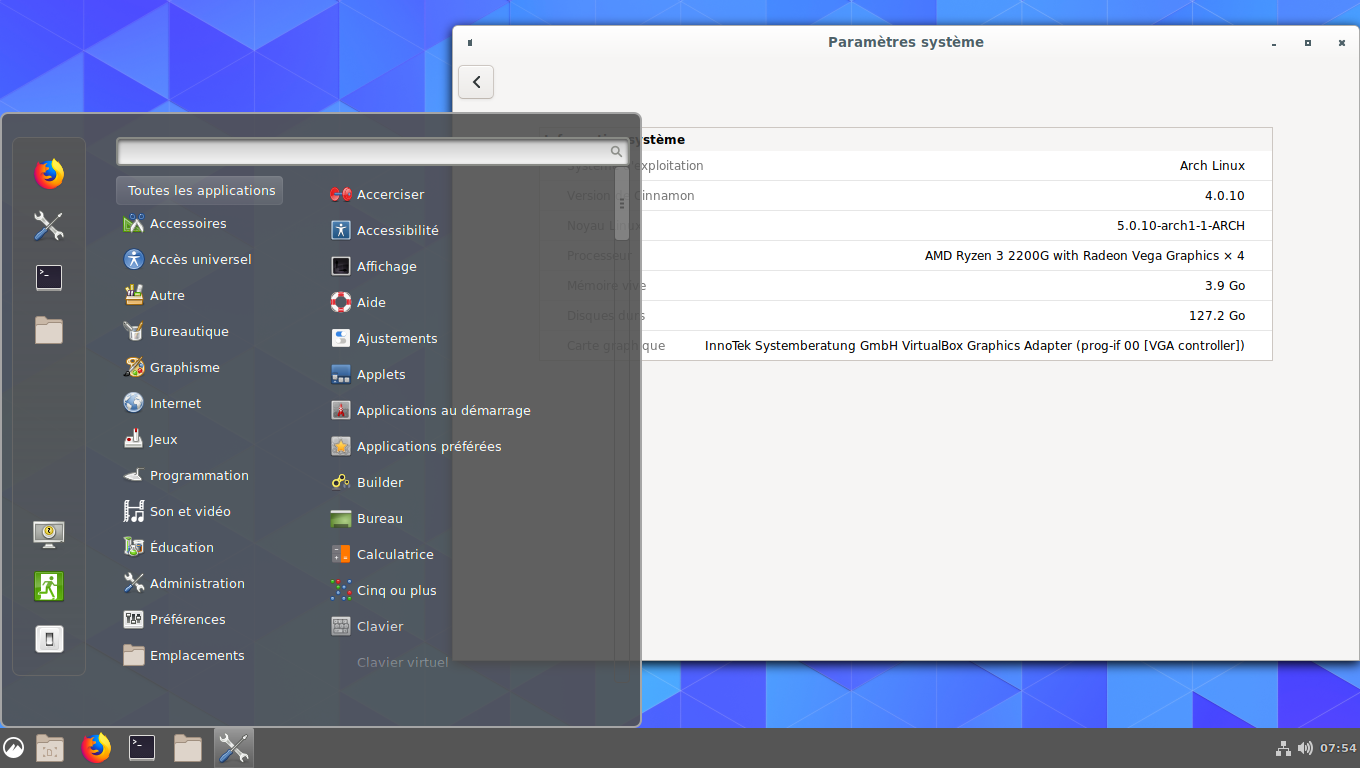 Paramètres système
Information système
Système d'exploitation Arch Linux
Version de Cinnamon 4.0.10
Noyau Linux 5.0.10-arch1-1-ARCH
Processeur AMD Ryzen 3 2200G with Radeon Vega Graphics × 4
Mémoire vive 3.9 Go
Disques durs 127.2 Go
Carte graphique InnoTek Systemberatung GmbH VirtualBox Graphics Adapter (prog-if 00 [VGA controller])
Toutes les applications
Accessoires
Accès universel
Autre
Bureautique
Graphisme
Internet
Jeux
Programmation
Son et vidéo
Éducation
Administration
Préférences
Emplacements
Accerciser
Accessibilité
Affichage
Aide
Ajustements
Applets
Applications au démarrage
Applications préférées
Builder
Bureau
Calculatrice
Cinq ou plus
Clavier
Clavier virtuel
07:54